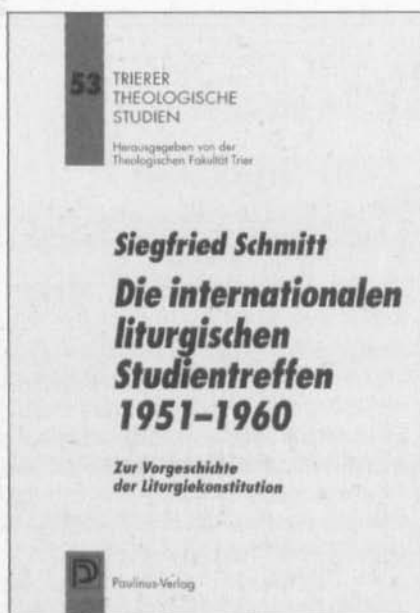 53 TRIERER
THEOLOGISCHE
STUDIEN
Herausgegeben von der
Theologischen Fakultät Trier
Siegfried Schmitt
Die internationalen
liturgischen
Studientreffen
1951–1960
Zur Vorgeschichte
der Liturgiekonstitution
Paulinus-Verlag